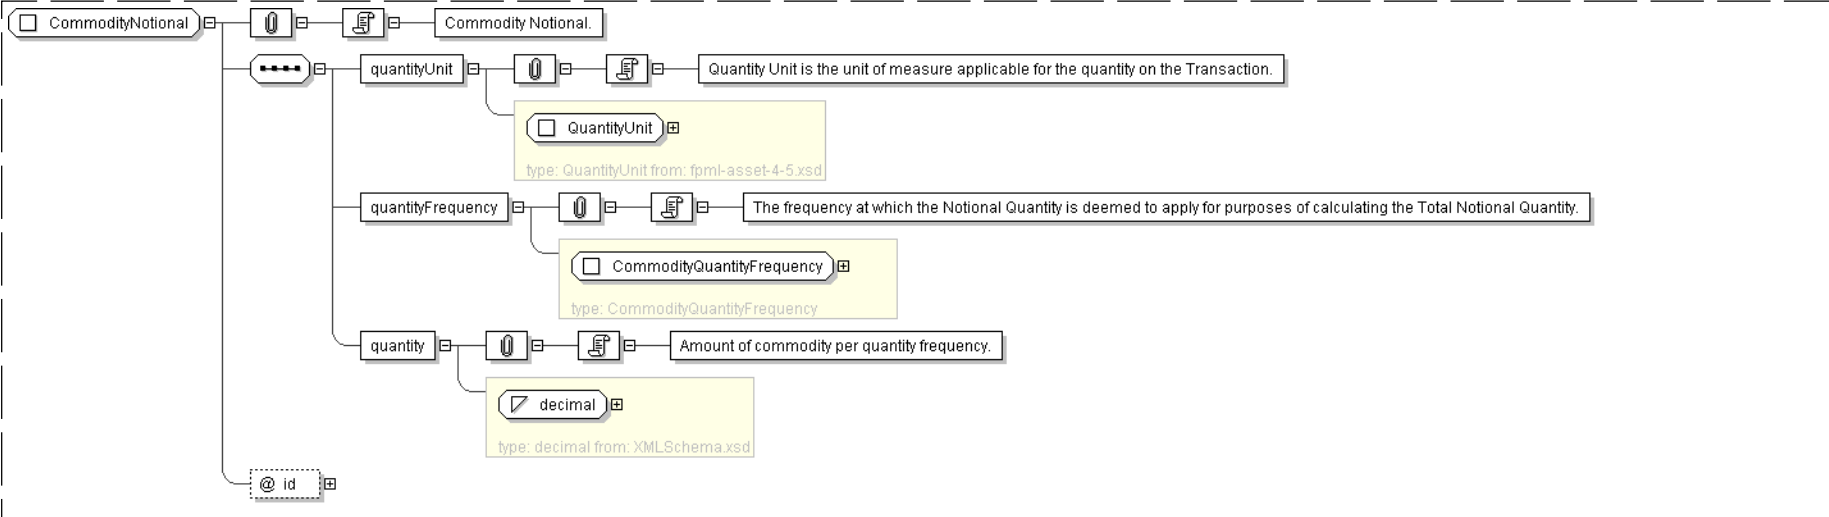 CommodityNotional
Commodity Notional.
quantityUnit
Quantity Unit is the unit of measure applicable for the quantity on the Transaction.
QuantityUnit
type: QuantityUnit from: fpml-asset-4-5.xsd
quantityFrequency
The frequency at which the Notional Quantity is deemed to apply for purposes of calculating the Total Notional Quantity.
CommodityQuantityFrequency
type: CommodityQuantityFrequency
quantity
Amount of commodity per quantity frequency.
decimal
type: decimal from: XMLSchema.xsd
@ id